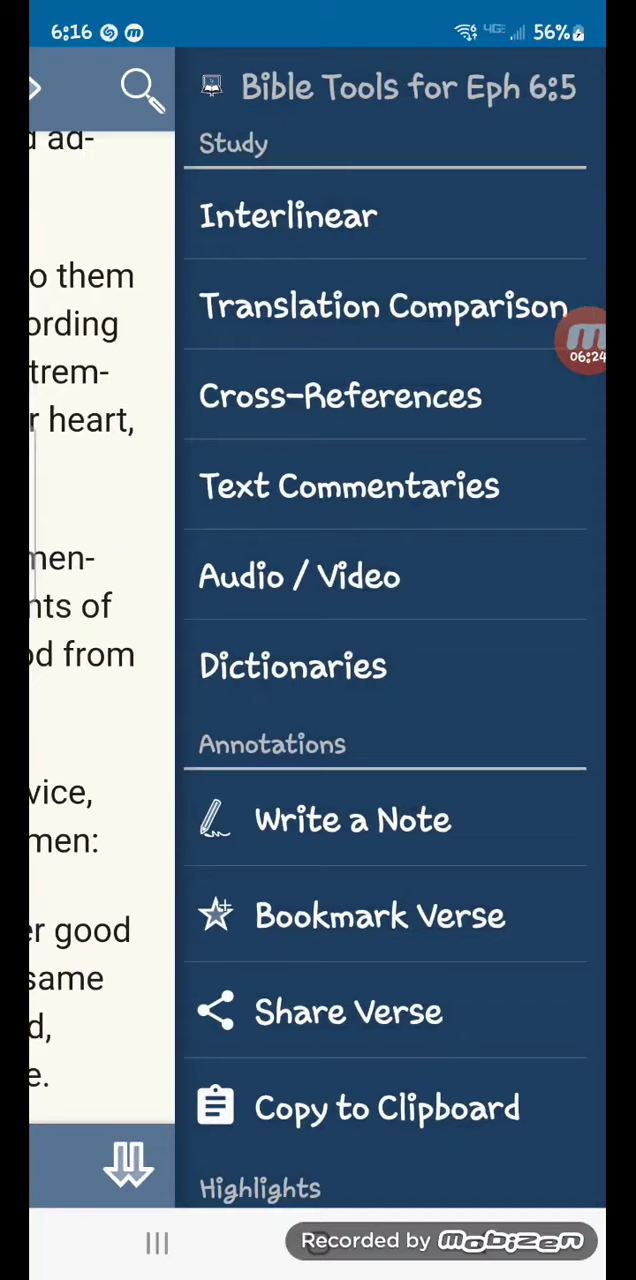 6:16 4GE 56%
Bible Tools for Eph 6:5
Study
ad-
Interlinear
o them
Translation Comparison
ording
06:24
trem-
Cross-References
r heart,
Text Commentaries
men-
Audio / Video
nts of
od from
Dictionaries
Annotations
vice,
Write a Note
men:
Bookmark Verse
er good
same
Share Verse
d,
e.
Copy to Clipboard
Highlights
Recorded by mobizen